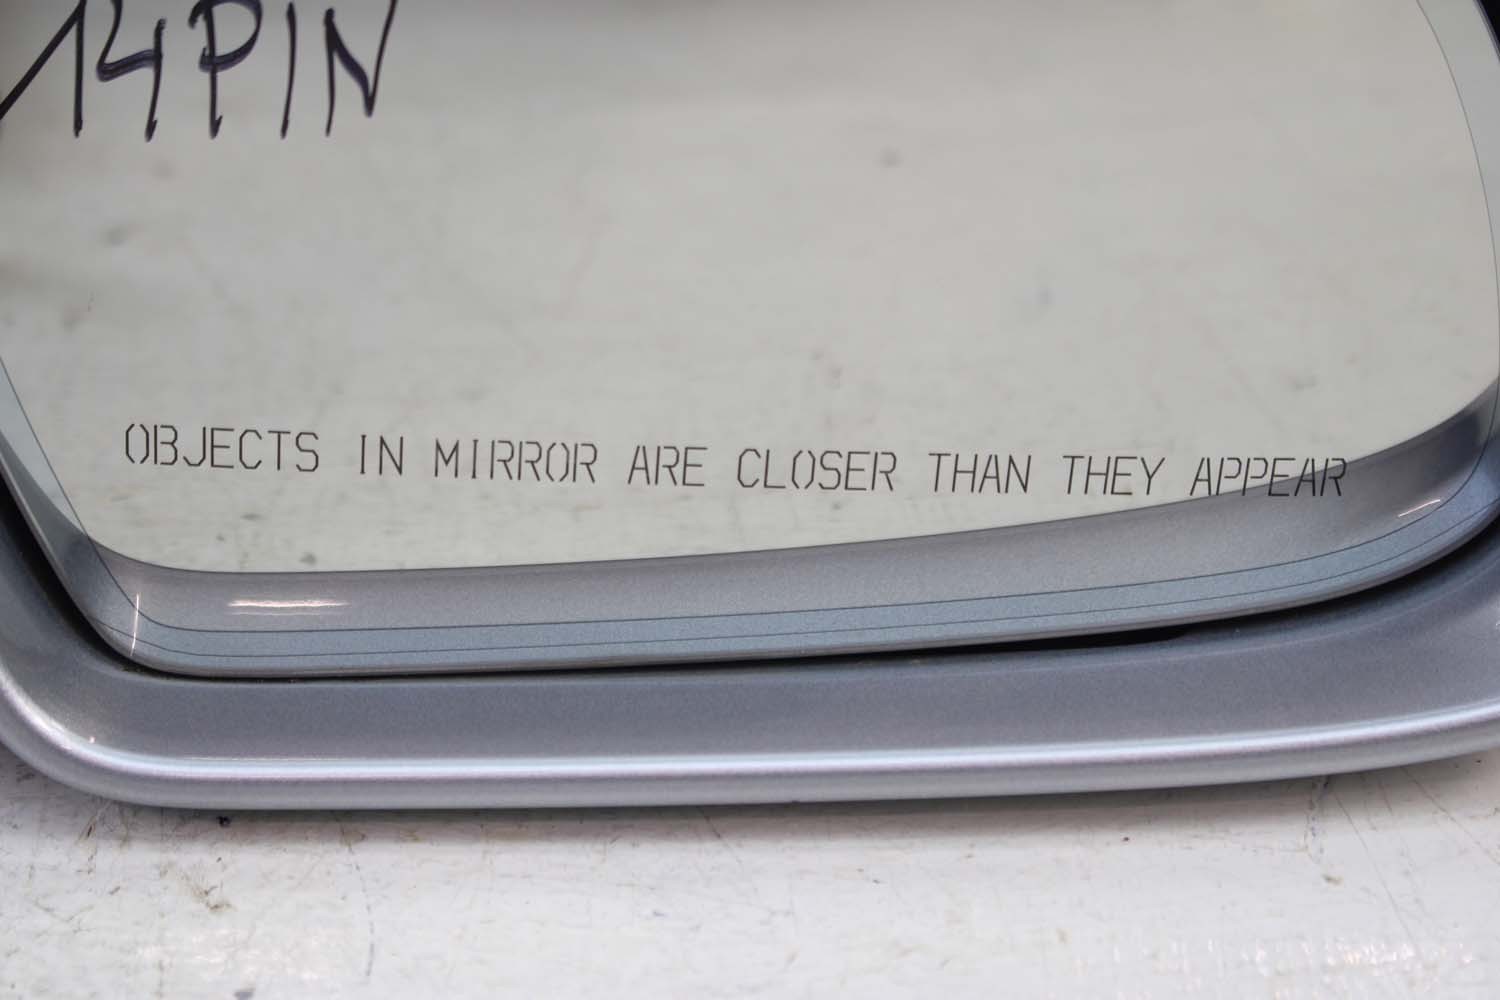 14PIN
OBJECTS IN MIRROR ARE CLOSER THAN THEY APPEAR